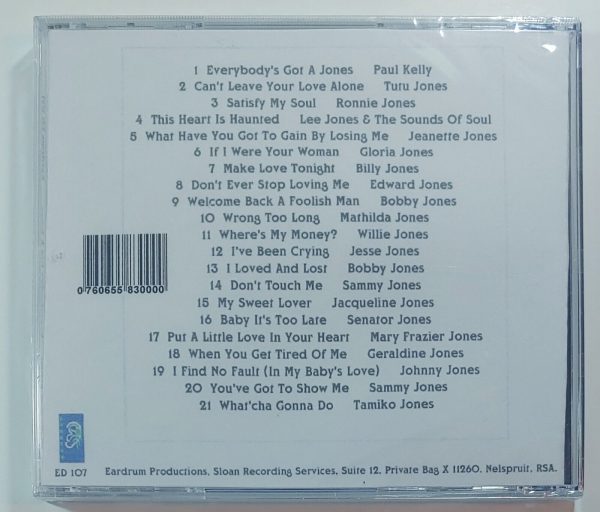 1 Everybody's Got A Jones Paul Kelly
2 Can't Leave Your Love Alone Tutu Jones
3 Satisfy My Soul Ronnie Jones
4 This Heart Is Haunted Lee Jones & The Sounds Of Soul
5 What Have You Got To Gain By Losing Me Jeanette Jones
6 If I Were Your Woman Gloria Jones
7 Make Love Tonight Billy Jones
8 Don't Ever Stop Loving Me Edward Jones
9 Welcome Back A Foolish Man Bobby Jones
10 Wrong Too Long Mathilda Jones
11 Where's My Money? Willie Jones
12 I've Been Crying Jesse Jones
13 I Loved And Lost Bobby Jones
14 Don't Touch Me Sammy Jones
15 My Sweet Lover Jacqueline Jones
16 Baby It's Too Late Senator Jones
17 Put A Little Love In Your Heart Mary Frazier Jones
18 When You Get Tired Of Me Geraldine Jones
19 I Find No Fault (In My Baby's Love) Johnny Jones
20 You've Got To Show Me Sammy Jones
21 What'cha Gonna Do Tamiko Jones
0 760655 830000
ED 107 Eardrum Productions, Sloan Recording Services, Suite 12, Private Bag X 11260, Nelspruit, RSA.